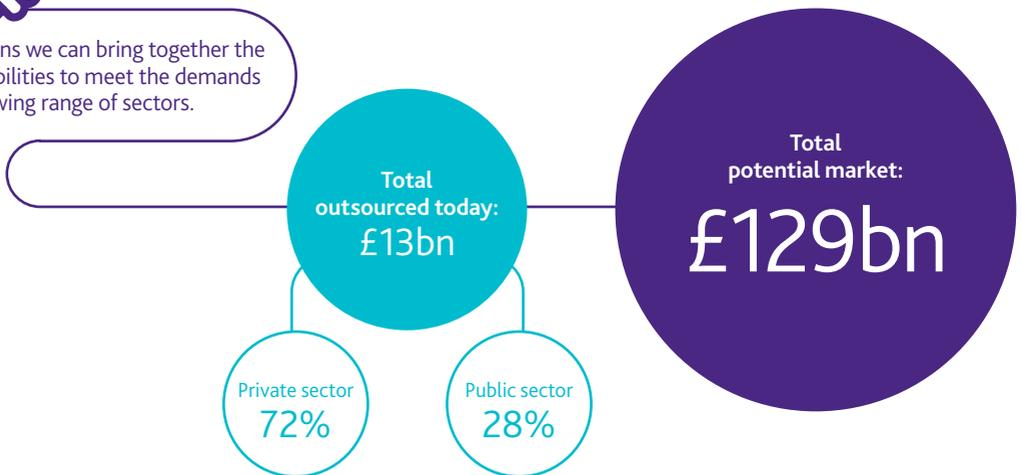 ns we can bring together the
bilities to meet the demands
wing range of sectors.
Total
outsourced today:
£13bn
Total
potential market:
£129bn
Private sector
72%
Public sector
28%